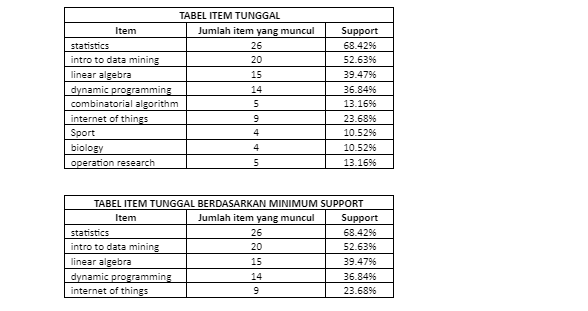 TABEL ITEM TUNGGAL
Item Jumlah item yang muncul Support
statistics 26 68.42%
intro to data mining 20 52.63%
linear algebra 15 39.47%
dynamic programming 14 36.84%
combinatorial algorithm 5 13.16%
internet of things 9 23.68%
Sport 4 10.52%
biology 4 10.52%
operation research 5 13.16%
TABEL ITEM TUNGGAL BERDASARKAN MINIMUM SUPPORT
Item Jumlah item yang muncul Support
statistics 26 68.42%
intro to data mining 20 52.63%
linear algebra 15 39.47%
dynamic programming 14 36.84%
internet of things 9 23.68%